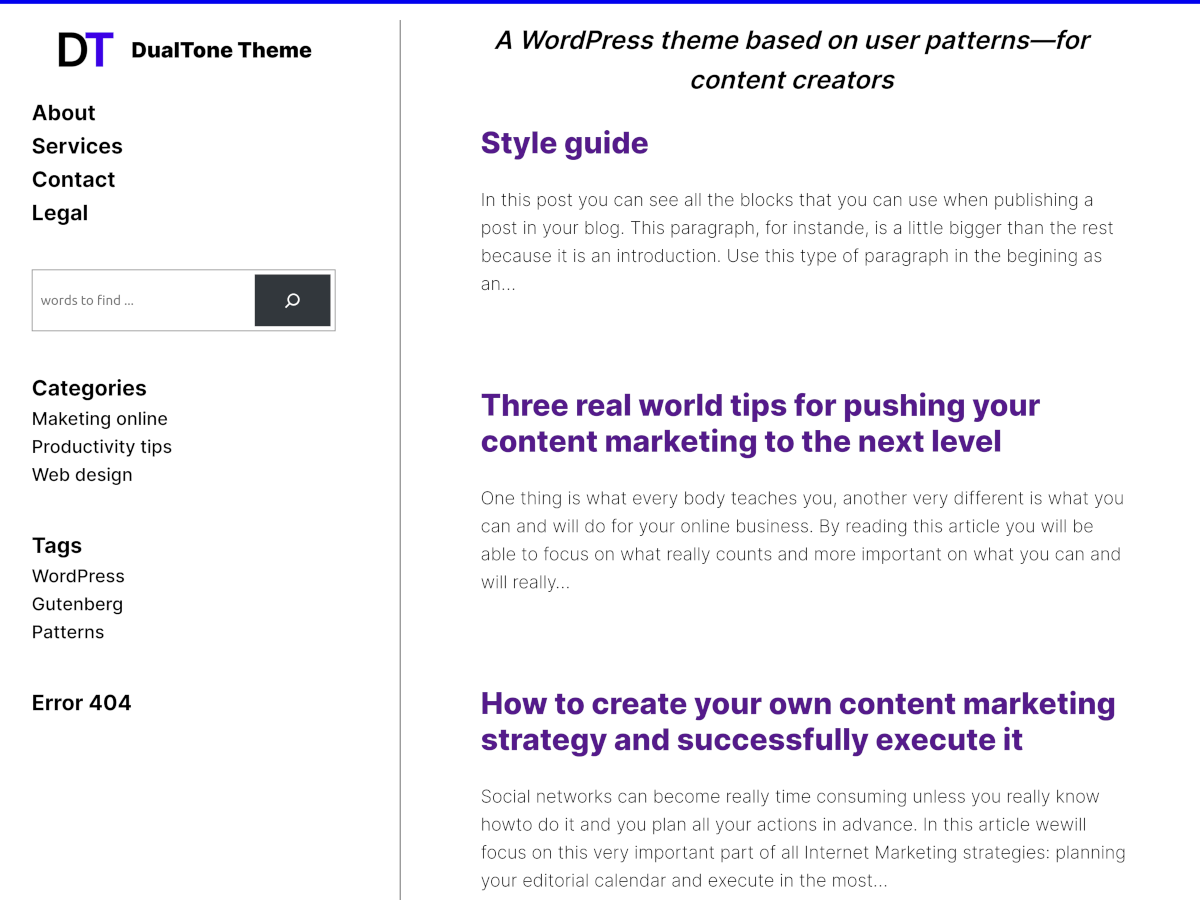 DT DualTone Theme
About
Services
Contact
Legal
words to find ...
Categories
Maketing online
Productivity tips
Web design
Tags
WordPress
Gutenberg
Patterns
Error 404
A WordPress theme based on user patterns—for
content creators
Style guide
In this post you can see all the blocks that you can use when publishing a
post in your blog. This paragraph, for instande, is a little bigger than the rest
because it is an introduction. Use this type of paragraph in the begining as
an…
Three real world tips for pushing your
content marketing to the next level
One thing is what every body teaches you, another very different is what you
can and will do for your online business. By reading this article you will be
able to focus on what really counts and more important on what you can and
will really…
How to create your own content marketing
strategy and successfully execute it
Social networks can become really time consuming unless you really know
howto do it and you plan all your actions in advance. In this article wewill
focus on this very important part of all Internet Marketing strategies: planning
your editorial calendar and execute in the most…